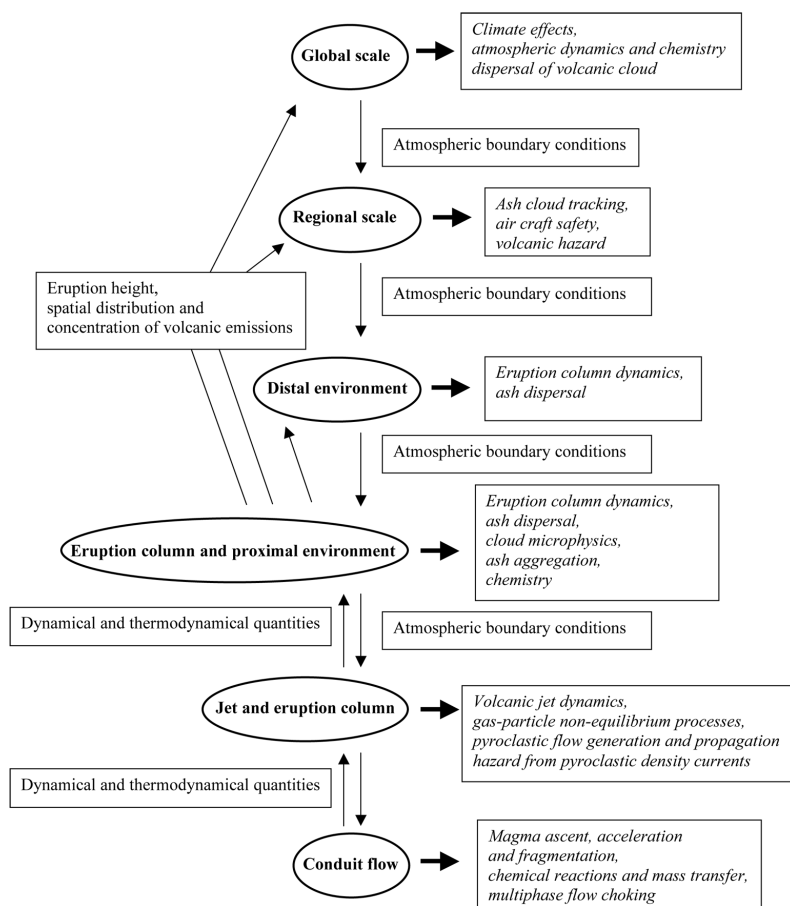 Global scale
Climate effects,
atmospheric dynamics and chemistry
dispersal of volcanic cloud
Atmospheric boundary conditions
Regional scale
Ash cloud tracking,
air craft safety,
volcanic hazard
Eruption height,
spatial distribution and
concentration of volcanic emissions
Atmospheric boundary conditions
Distal environment
Eruption column dynamics,
ash dispersal
Atmospheric boundary conditions
Eruption column and proximal environment
Eruption column dynamics,
ash dispersal,
cloud microphysics,
ash aggregation,
chemistry
Dynamical and thermodynamical quantities
Atmospheric boundary conditions
Jet and eruption column
Volcanic jet dynamics,
gas-particle non-equilibrium processes,
pyroclastic flow generation and propagation
hazard from pyroclastic density currents
Dynamical and thermodynamical quantities
Conduit flow
Magma ascent, acceleration
and fragmentation,
chemical reactions and mass transfer,
multiphase flow choking